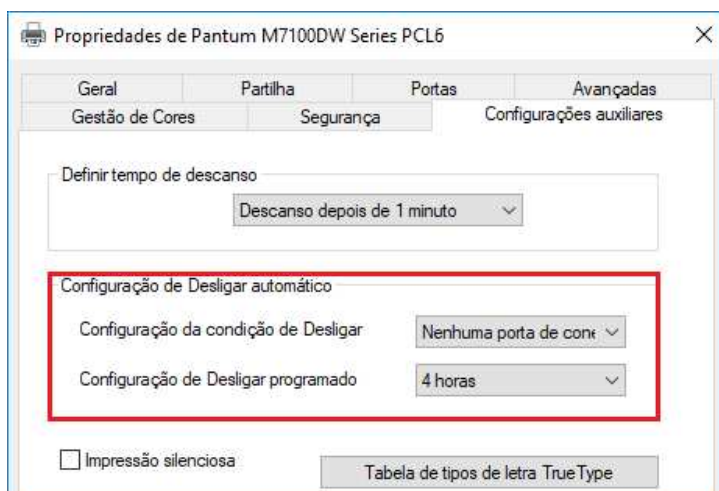 Propriedades de Pantum M7100DW Series PCL6
Geral Partilha Portas Avançadas
Gestão de Cores Segurança Configurações auxiliares
Definir tempo de descanso
Descanso depois de 1 minuto
Configuração de Desligar automático
Configuração da condição de Desligar Nenhuma porta de
Configuração de Desligar programado 4 horas
Impressão silenciosa Tabela de tipos de letra TrueType